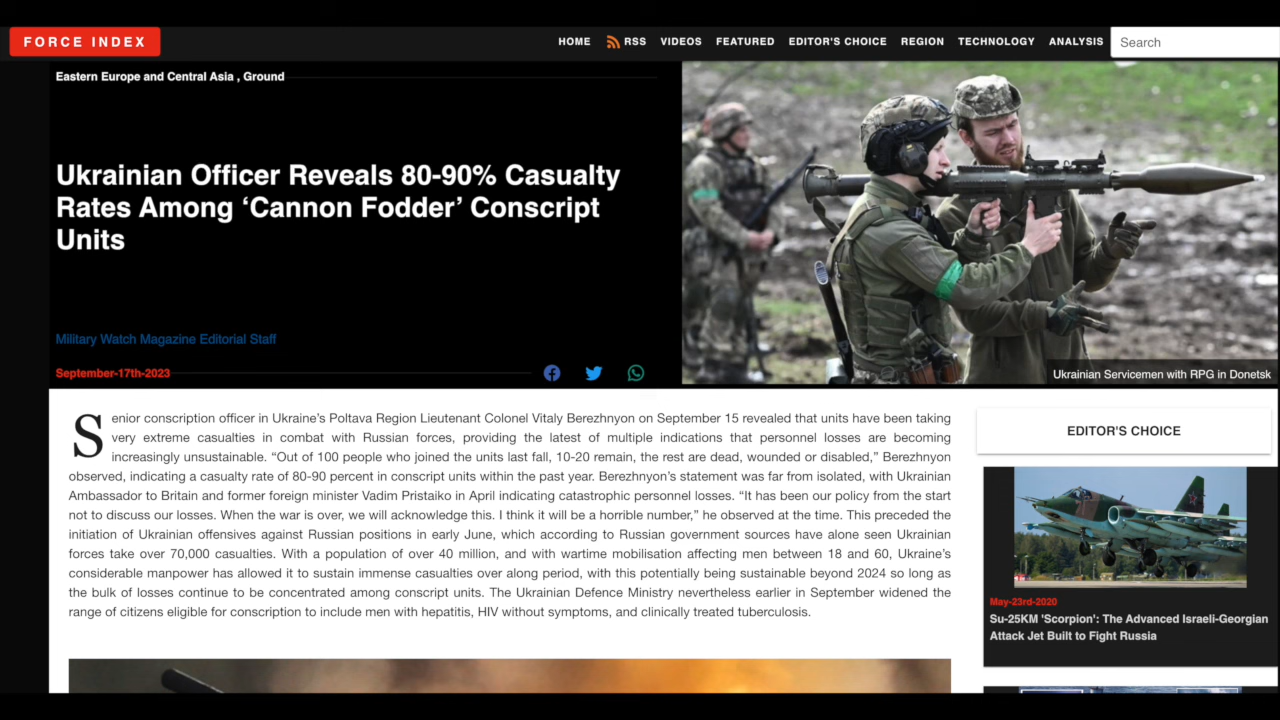 FORCE INDEX
HOME RSS VIDEOS FEATURED EDITOR'S CHOICE REGION TECHNOLOGY ANALYSIS Search
Eastern Europe and Central Asia , Ground
Ukrainian Officer Reveals 80-90% Casualty
Rates Among ‘Cannon Fodder’ Conscript
Units
Military Watch Magazine Editorial Staff
September-17th-2023
Ukrainian Servicemen with RPG in Donetsk
Senior conscription officer in Ukraine’s Poltava Region Lieutenant Colonel Vitaly Berezhnyon on September 15 revealed that units have been taking
very extreme casualties in combat with Russian forces, providing the latest of multiple indications that personnel losses are becoming
increasingly unsustainable. “Out of 100 people who joined the units last fall, 10-20 remain, the rest are dead, wounded or disabled,” Berezhnyon
observed, indicating a casualty rate of 80-90 percent in conscript units within the past year. Berezhnyon’s statement was far from isolated, with Ukrainian
Ambassador to Britain and former foreign minister Vadim Pristaiko in April indicating catastrophic personnel losses. “It has been our policy from the start
not to discuss our losses. When the war is over, we will acknowledge this. I think it will be a horrible number,” he observed at the time. This preceded the
initiation of Ukrainian offensives against Russian positions in early June, which according to Russian government sources have alone seen Ukrainian
forces take over 70,000 casualties. With a population of over 40 million, and with wartime mobilisation affecting men between 18 and 60, Ukraine’s
considerable manpower has allowed it to sustain immense casualties over along period, with this potentially being sustainable beyond 2024 so long as
the bulk of losses continue to be concentrated among conscript units. The Ukrainian Defence Ministry nevertheless earlier in September widened the
range of citizens eligible for conscription to include men with hepatitis, HIV without symptoms, and clinically treated tuberculosis.
EDITOR'S CHOICE
May-23rd-2020
Su-25KM 'Scorpion': The Advanced Israeli-Georgian
Attack Jet Built to Fight Russia